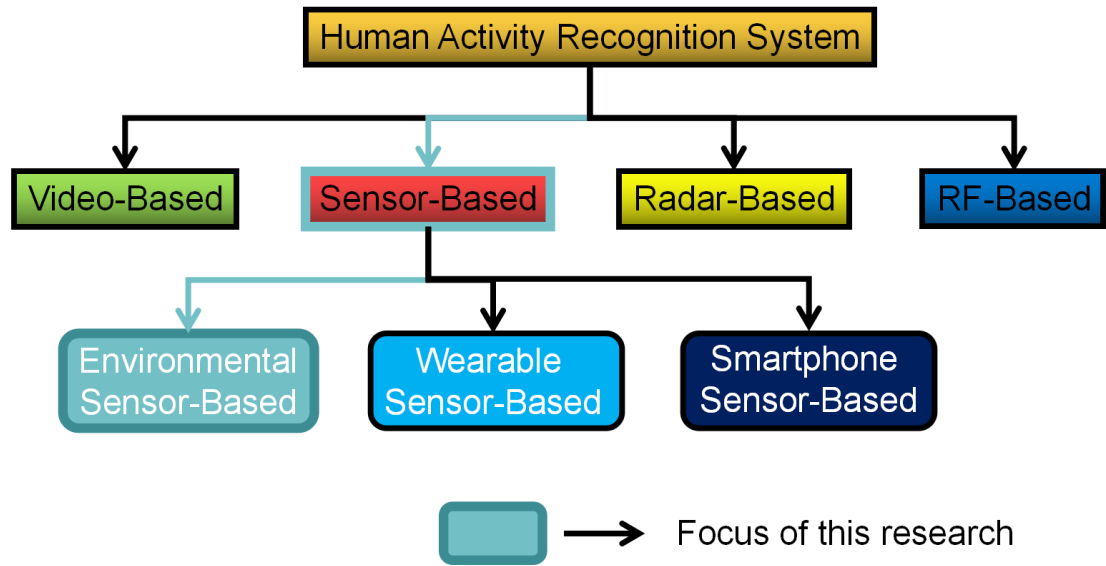 Human Activity Recognition System
Video-Based
Sensor-Based
Radar-Based
RF-Based
Environmental
Sensor-Based
Wearable
Sensor-Based
Smartphone
Sensor-Based
Focus of this research